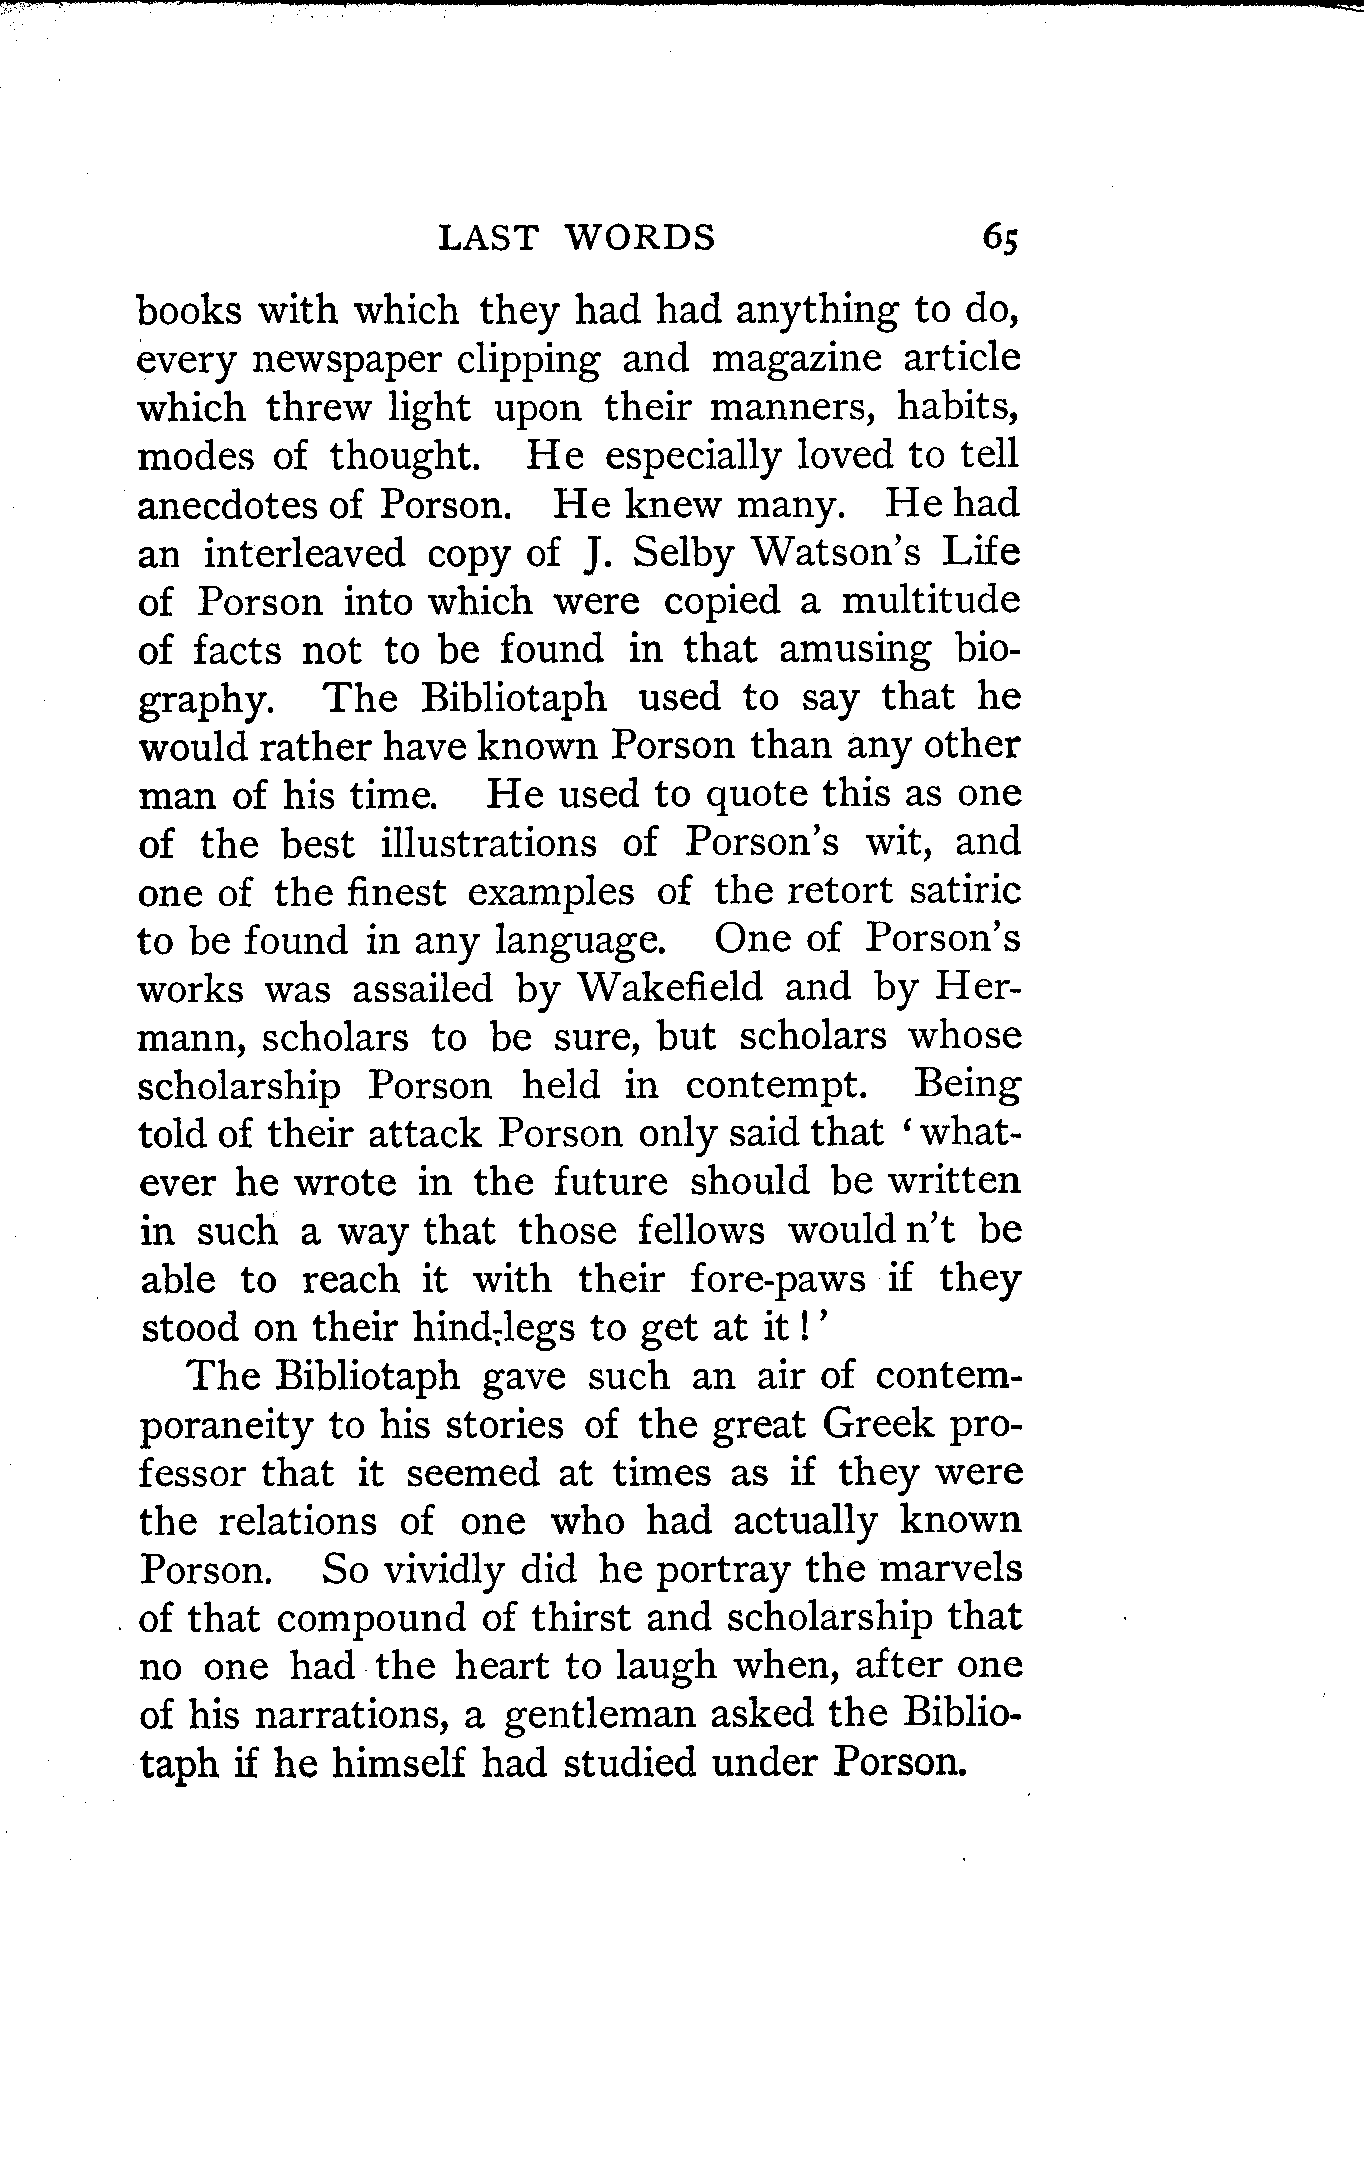 LAST WORDS 65
books with which they had had anything to do,
every newspaper clipping and magazine article
which threw light upon their manners, habits,
modes of thought. He especially loved to tell
anecdotes of Porson. He knew many. He had
an interleaved copy of J. Selby Watson's Life
of Porson into which were copied a multitude
of facts not to be found in that amusing bio-
graphy. The Bibliotaph used to say that he
would rather have known Porson than any other
man of his time. He used to quote this as one
of the best illustrations of Porson's wit, and
one of the finest examples of the retort satiric
to be found in any language. One of Porson's
works was assailed by Wakefield and by Her-
mann, scholars to be sure, but scholars whose
scholarship Porson held in contempt. Being
told of their attack Porson only said that ‘what-
ever he wrote in the future should be written
in such a way that those fellows would n't be
able to reach it with their fore-paws if they
stood on their hind-legs to get at it!’
The Bibliotaph gave such an air of contem-
poraneity to his stories of the great Greek pro-
fessor that it seemed at times as if they were
the relations of one who had actually known
Porson. So vividly did he portray the marvels
of that compound of thirst and scholarship that
no one had the heart to laugh when, after one
of his narrations, a gentleman asked the Biblio-
taph if he himself had studied under Porson.